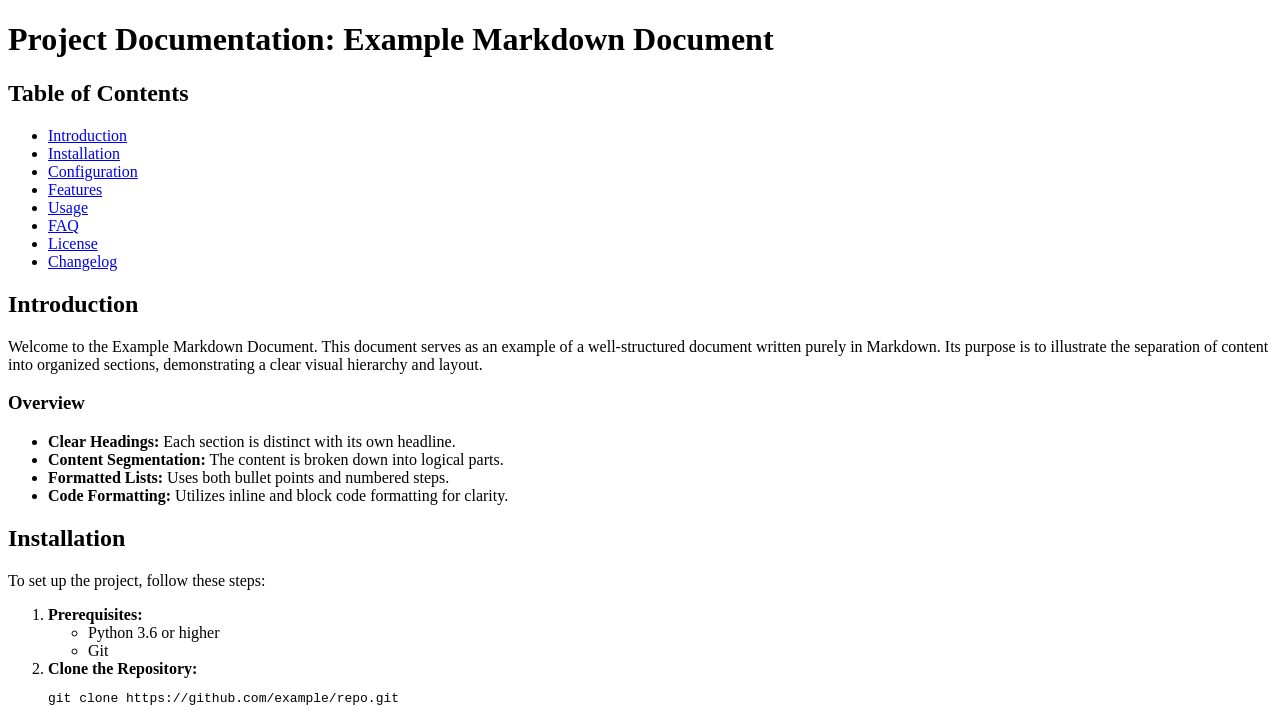 Project Documentation: Example Markdown Document
Table of Contents
Introduction
Installation
Configuration
Features
Usage
FAQ
License
Changelog
Introduction
Welcome to the Example Markdown Document. This document serves as an example of a well-structured document written purely in Markdown. Its purpose is to illustrate the separation of content
into organized sections, demonstrating a clear visual hierarchy and layout.
Overview
Clear Headings: Each section is distinct with its own headline.
Content Segmentation: The content is broken down into logical parts.
Formatted Lists: Uses both bullet points and numbered steps.
Code Formatting: Utilizes inline and block code formatting for clarity.
Installation
To set up the project, follow these steps:
1. Prerequisites:
Python 3.6 or higher
Git
2. Clone the Repository:
git clone https://github.com/example/repo.git